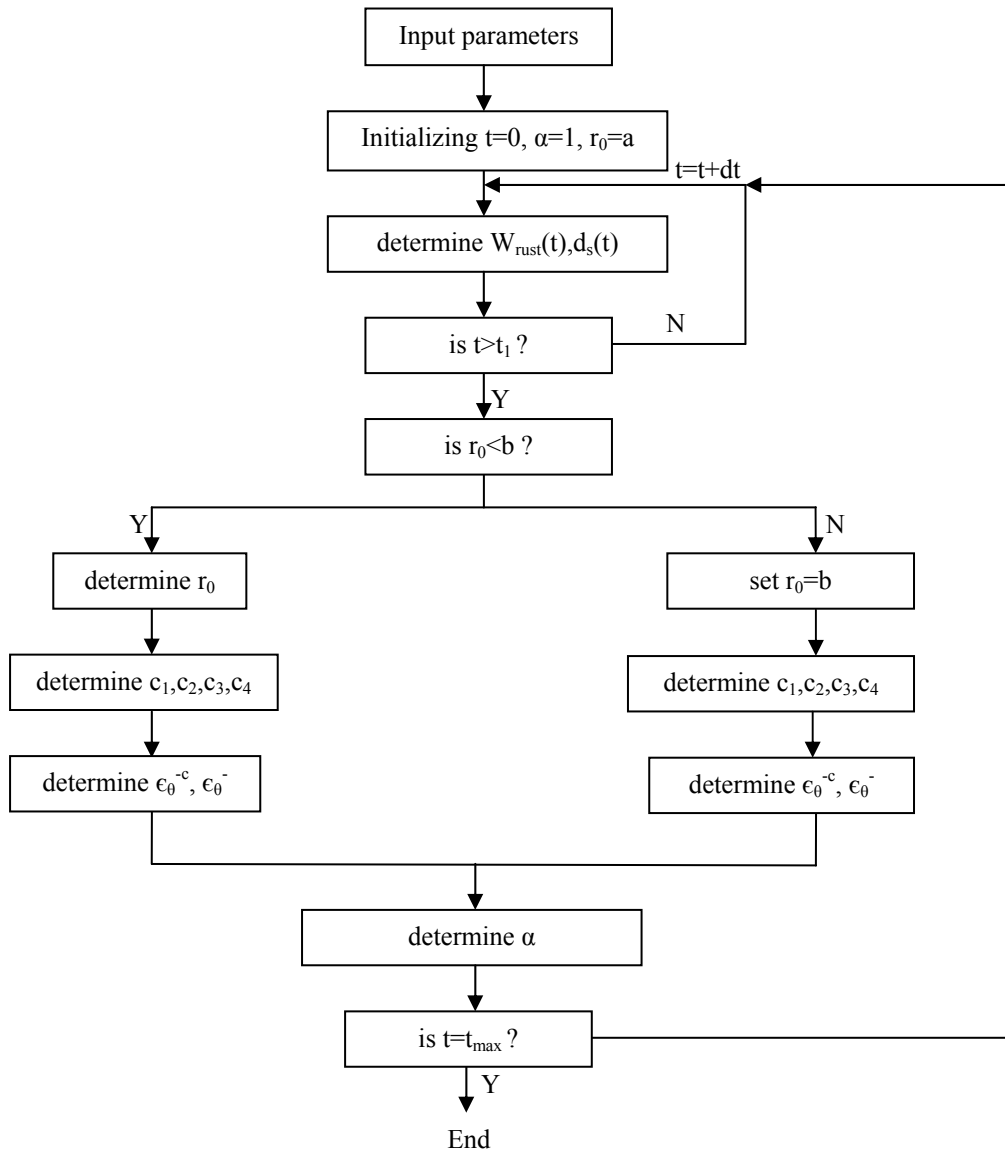 Input parameters
Initializing t=0, α=1, r₀=a
t=t+dt
determine W_rust(t),d_s(t)
is t>t₁ ?
N
Y
is r₀<b ?
Y
N
determine r₀
set r₀=b
determine c₁,c₂,c₃,c₄
determine c₁,c₂,c₃,c₄
determine ϵ_θ^-c, ϵ_θ^-
determine ϵ_θ^-c, ϵ_θ^-
determine α
is t=t_max ?
Y
End